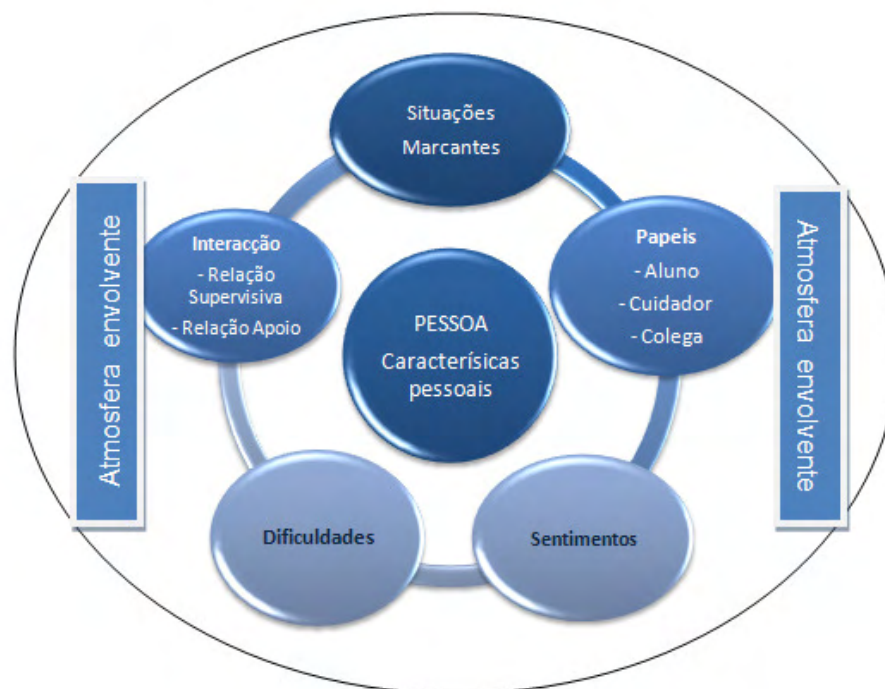 Situações
Marcantes
Interacção
- Relação
Supervisiva
- Relação Apoio
Papeis
- Aluno
- Cuidador
- Colega
PESSOA
Caracterísicas
pessoais
Atmosfera envolvente
Atmosfera envolvente
Dificuldades
Sentimentos